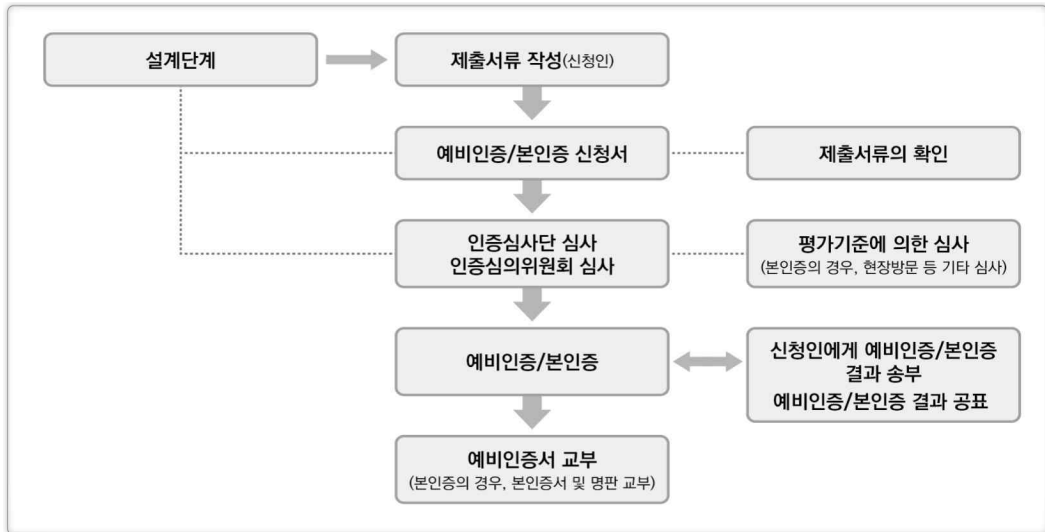 설계단계
제출서류 작성(신청인)
예비인증/본인증 신청서
제출서류의 확인
인증심사단 심사
인증심의위원회 심사
평가기준에 의한 심사
(본인증의 경우, 현장방문 등 기타 심사)
예비인증/본인증
신청인에게 예비인증/본인증
결과 송부
예비인증/본인증 결과 공표
예비인증서 교부
(본인증의 경우, 본인증서 및 명판 교부)